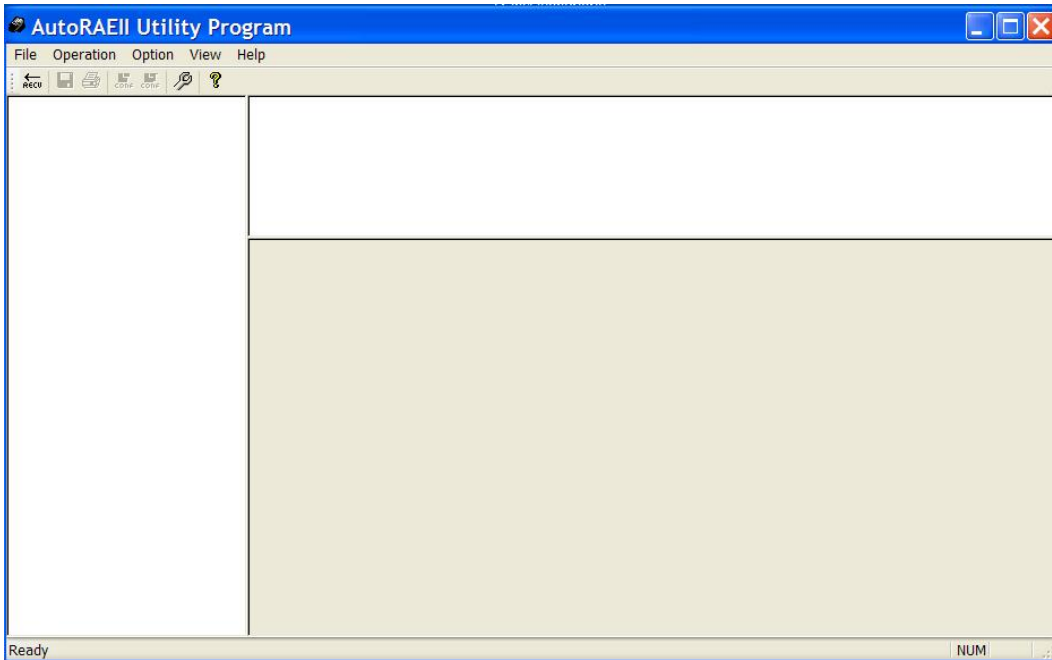 AutoRAEII Utility Program
File Operation Option View Help
RECV CONF CONF ?
Ready NUM